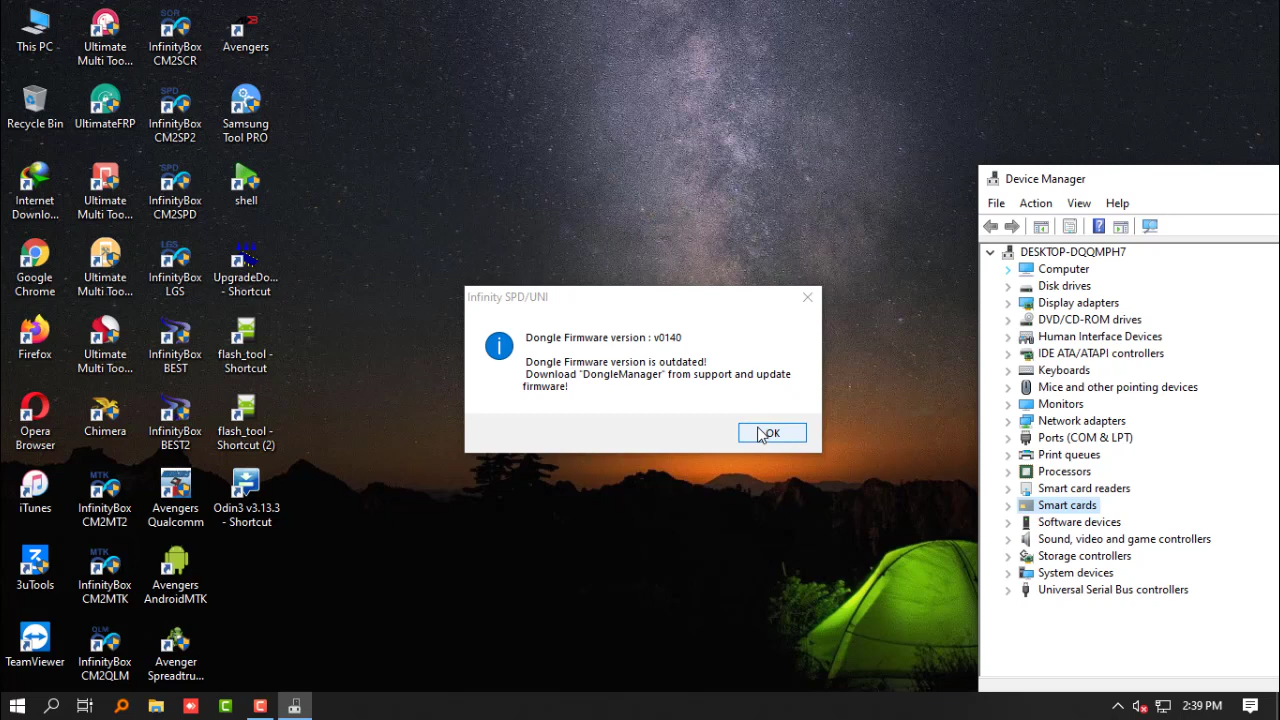 This PC
Ultimate
Multi Too...
InfinityBox
CM2SCR
Avengers
Recycle Bin
UltimateFRP
InfinityBox
CM2SP2
Samsung
Tool PRO
Internet
Downlo...
Ultimate
Multi Too...
InfinityBox
CM2SPD
shell
Google
Chrome
Ultimate
Multi Too...
InfinityBox
LGS
UpgradeDo...
- Shortcut
Firefox
Ultimate
Multi Too...
InfinityBox
BEST
flash_tool -
Shortcut
Opera
Browser
Chimera
InfinityBox
BEST2
flash_tool -
Shortcut (2)
iTunes
InfinityBox
CM2MT2
Avengers
Qualcomm
Odin3 v3.13.3
- Shortcut
3uTools
InfinityBox
CM2MTK
Avengers
AndroidMTK
TeamViewer
InfinityBox
CM2QLM
Avenger
Spreadtru...
Infinity SPD/UNI
Dongle Firmware version : v0140
Dongle Firmware version is outdated!
Download "DongleManager" from support and update
firmware!
OK
Device Manager
File Action View Help
DESKTOP-DQQMPH7
Computer
Disk drives
Display adapters
DVD/CD-ROM drives
Human Interface Devices
IDE ATA/ATAPI controllers
Keyboards
Mice and other pointing devices
Monitors
Network adapters
Ports (COM & LPT)
Print queues
Processors
Smart card readers
Smart cards
Software devices
Sound, video and game controllers
Storage controllers
System devices
Universal Serial Bus controllers
2:39 PM